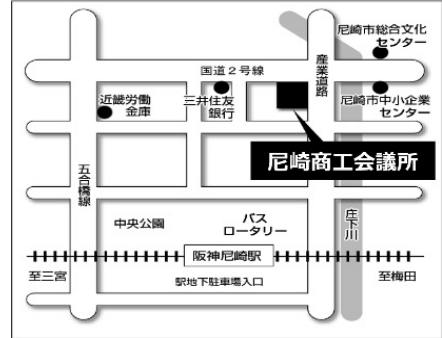 尼崎市総合文化
センター
国道2号線
産業道路
近畿労働
金庫
三井住友
銀行
尼崎市中小企業
センター
尼崎商工会議所
五合橋線
中央公園
バス
ロータリー
庄下川
阪神尼崎駅
至三宮
駅地下駐車場入口
至梅田